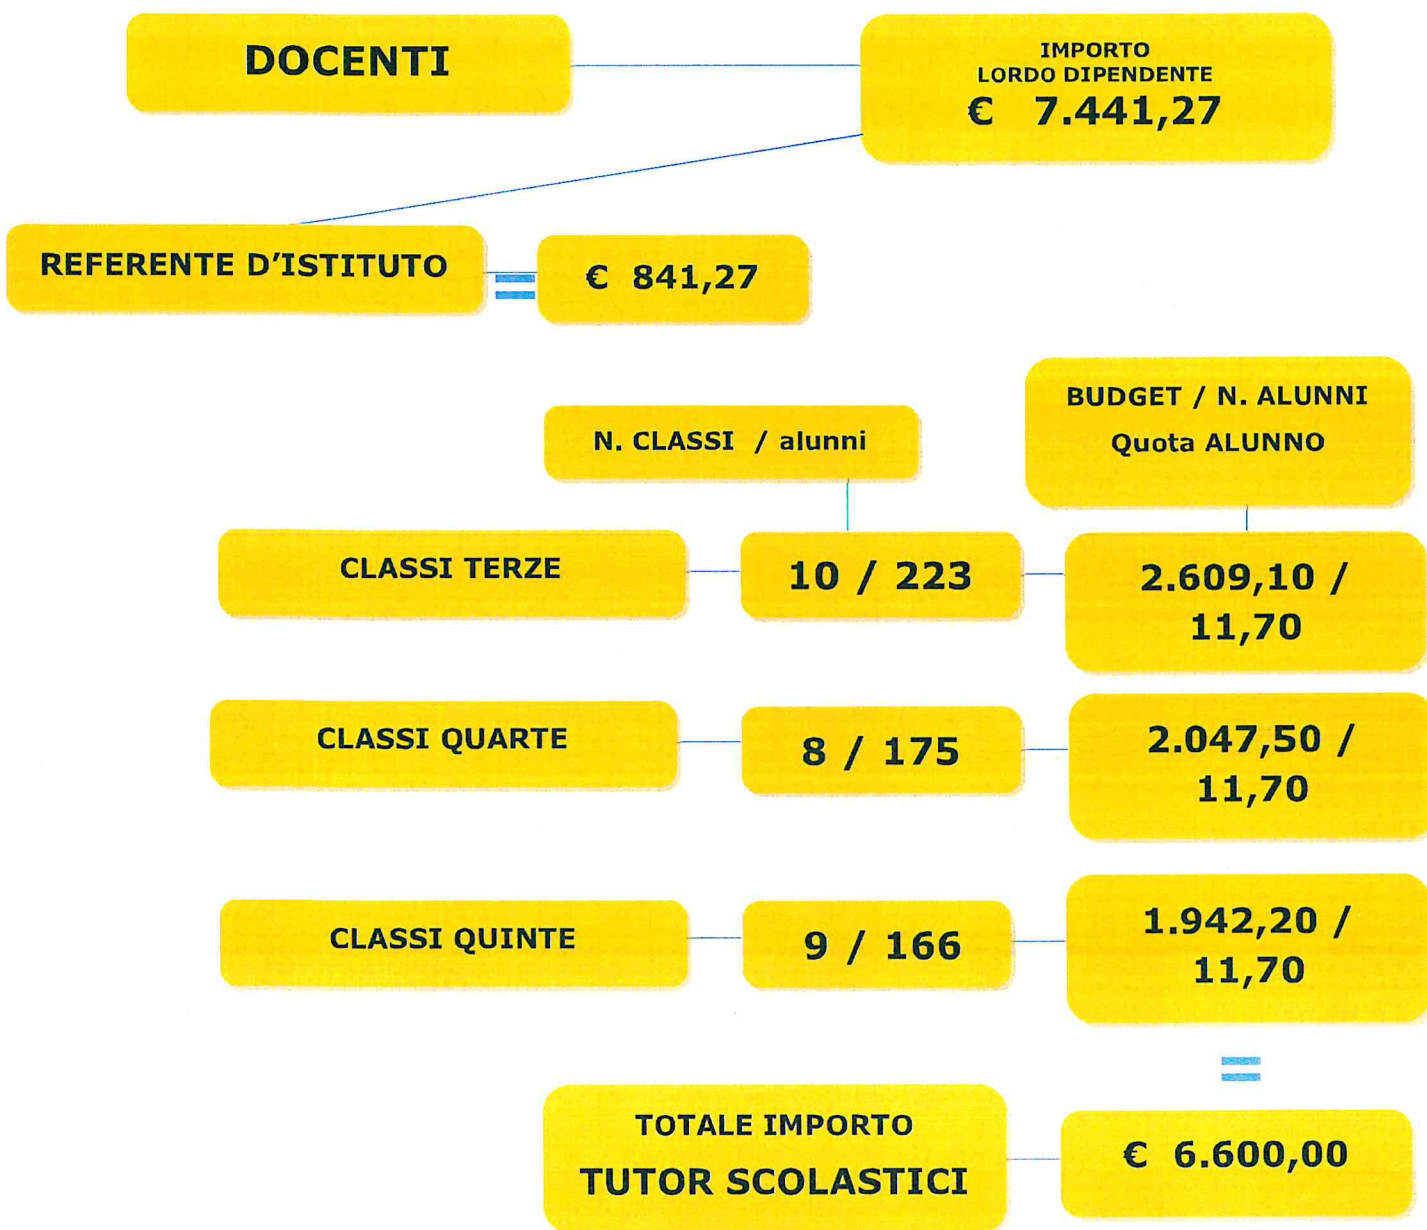 DOCENTI
IMPORTO
LORDO DIPENDENTE
€ 7.441,27
REFERENTE D'ISTITUTO
=
€ 841,27
N. CLASSI / alunni
BUDGET / N. ALUNNI
Quota ALUNNO
CLASSI TERZE
10 / 223
2.609,10 /
11,70
CLASSI QUARTE
8 / 175
2.047,50 /
11,70
CLASSI QUINTE
9 / 166
1.942,20 /
11,70
=
TOTALE IMPORTO
TUTOR SCOLASTICI
€ 6.600,00